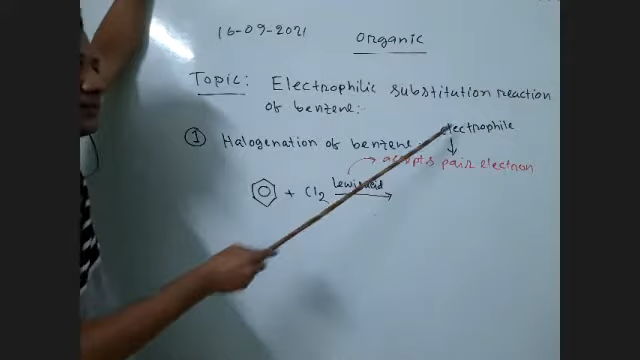 16-09-2021
Organic
Topic: Electrophilic substitution reaction
of benzene:-
① Halogenation of benzene:-
electrophile
↓
accepts pair electron
+ Cl2 Lewis acid →